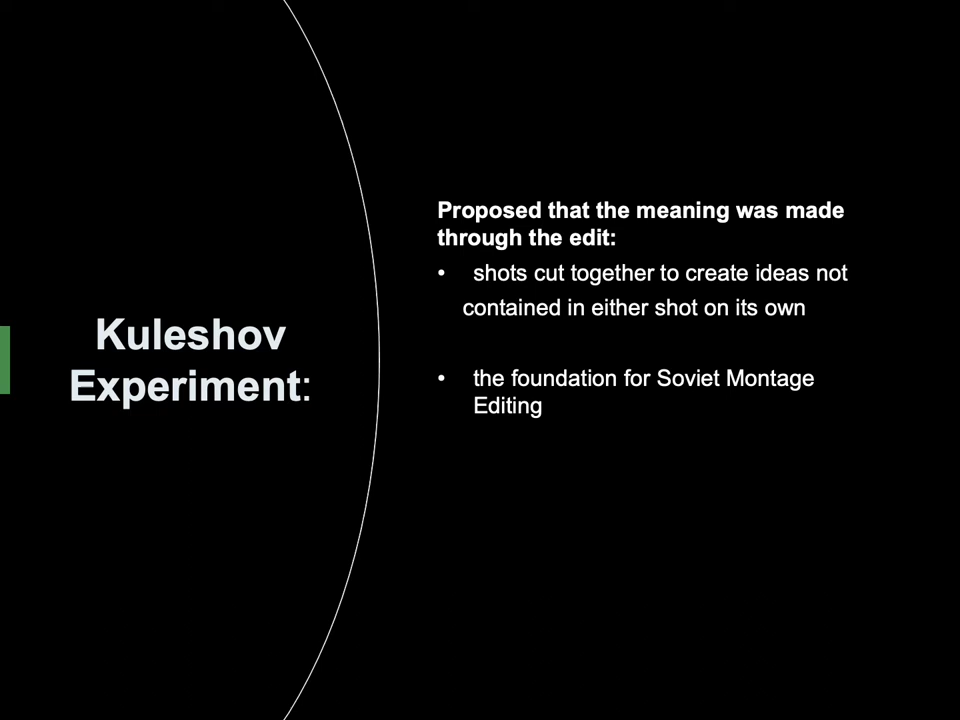 Kuleshov
Experiment:
Proposed that the meaning was made
through the edit:
• shots cut together to create ideas not
contained in either shot on its own
• the foundation for Soviet Montage
Editing